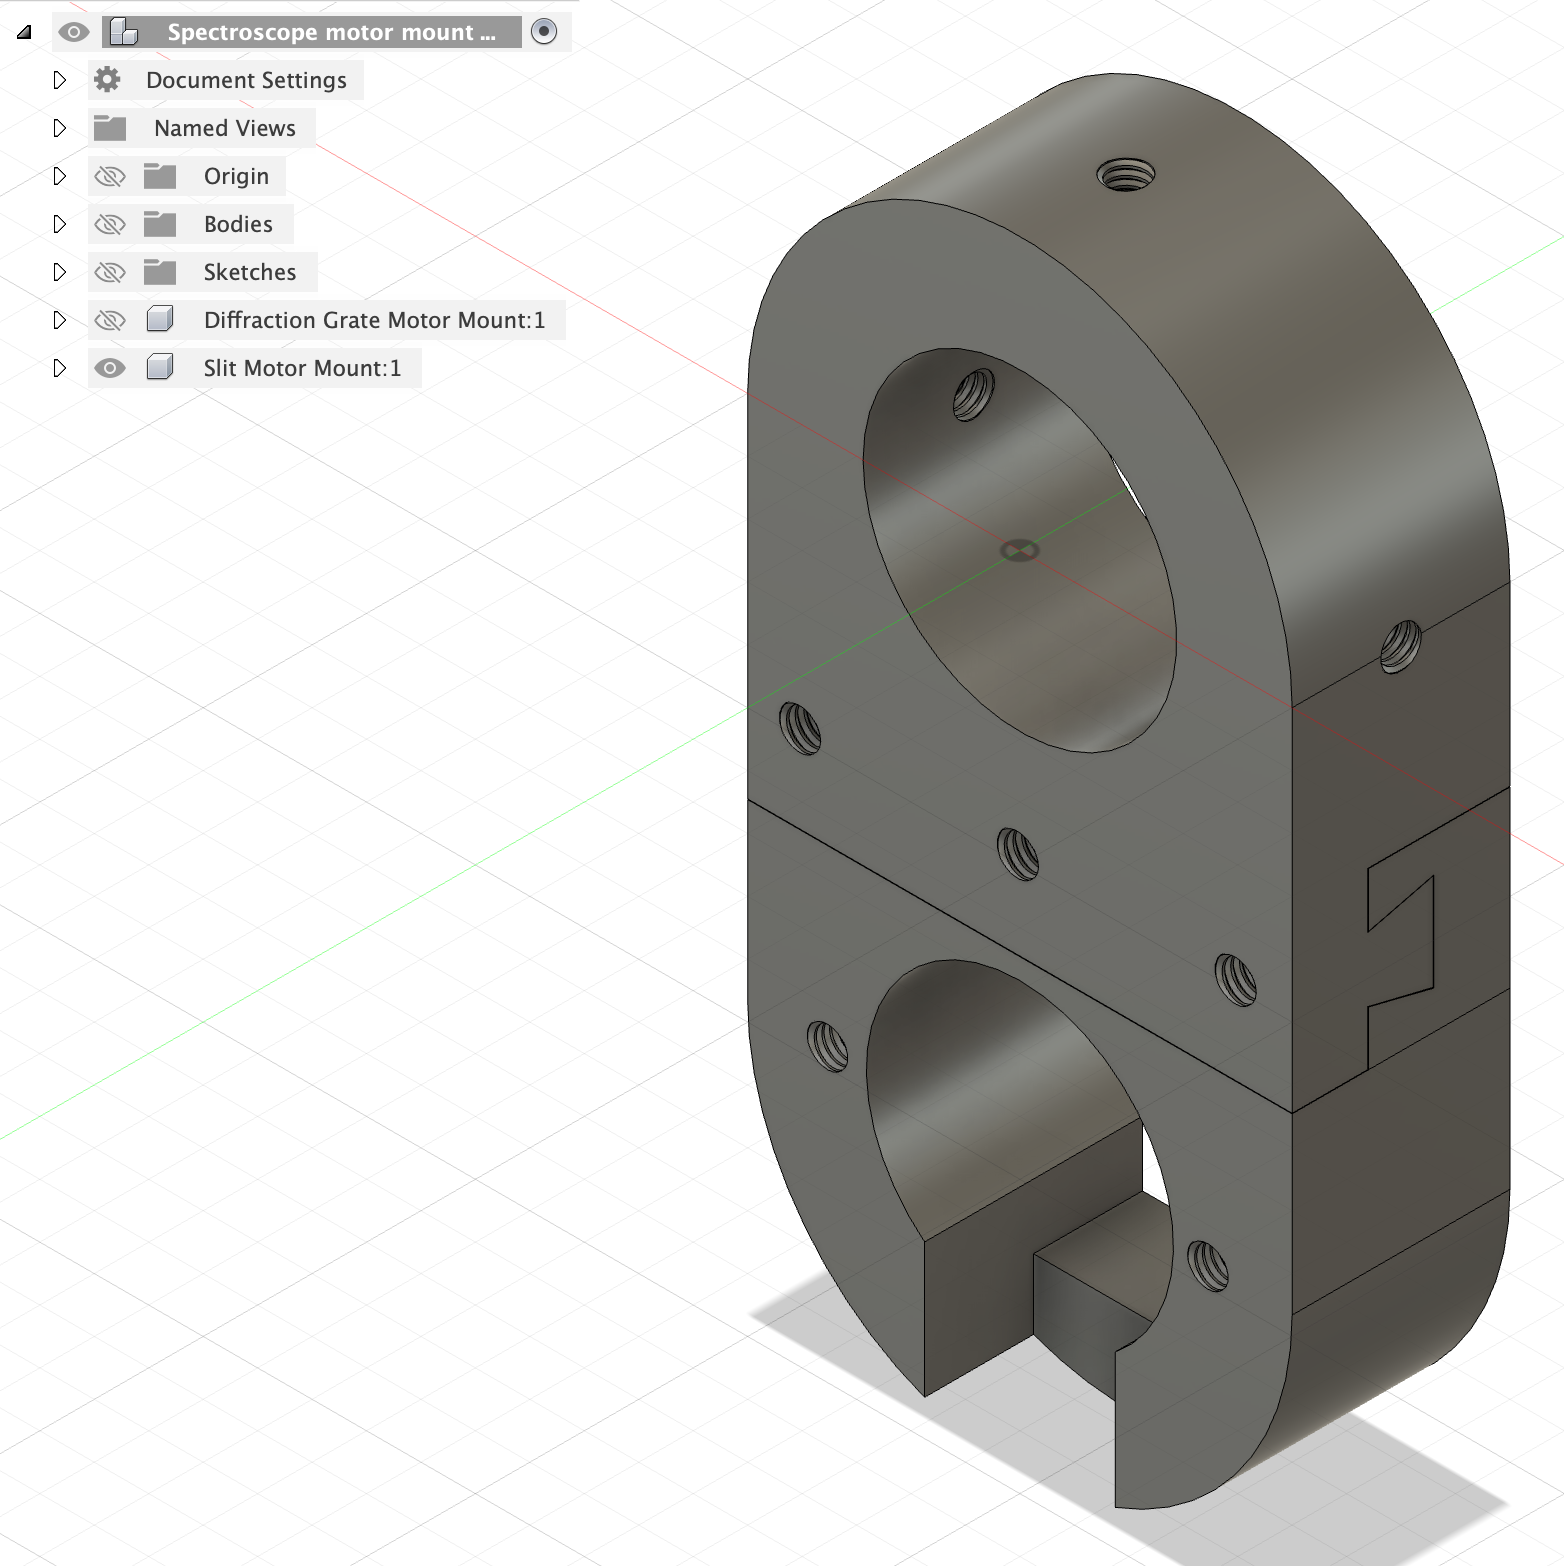 Spectroscope motor mount ...
Document Settings
Named Views
Origin
Bodies
Sketches
Diffraction Grate Motor Mount:1
Slit Motor Mount:1